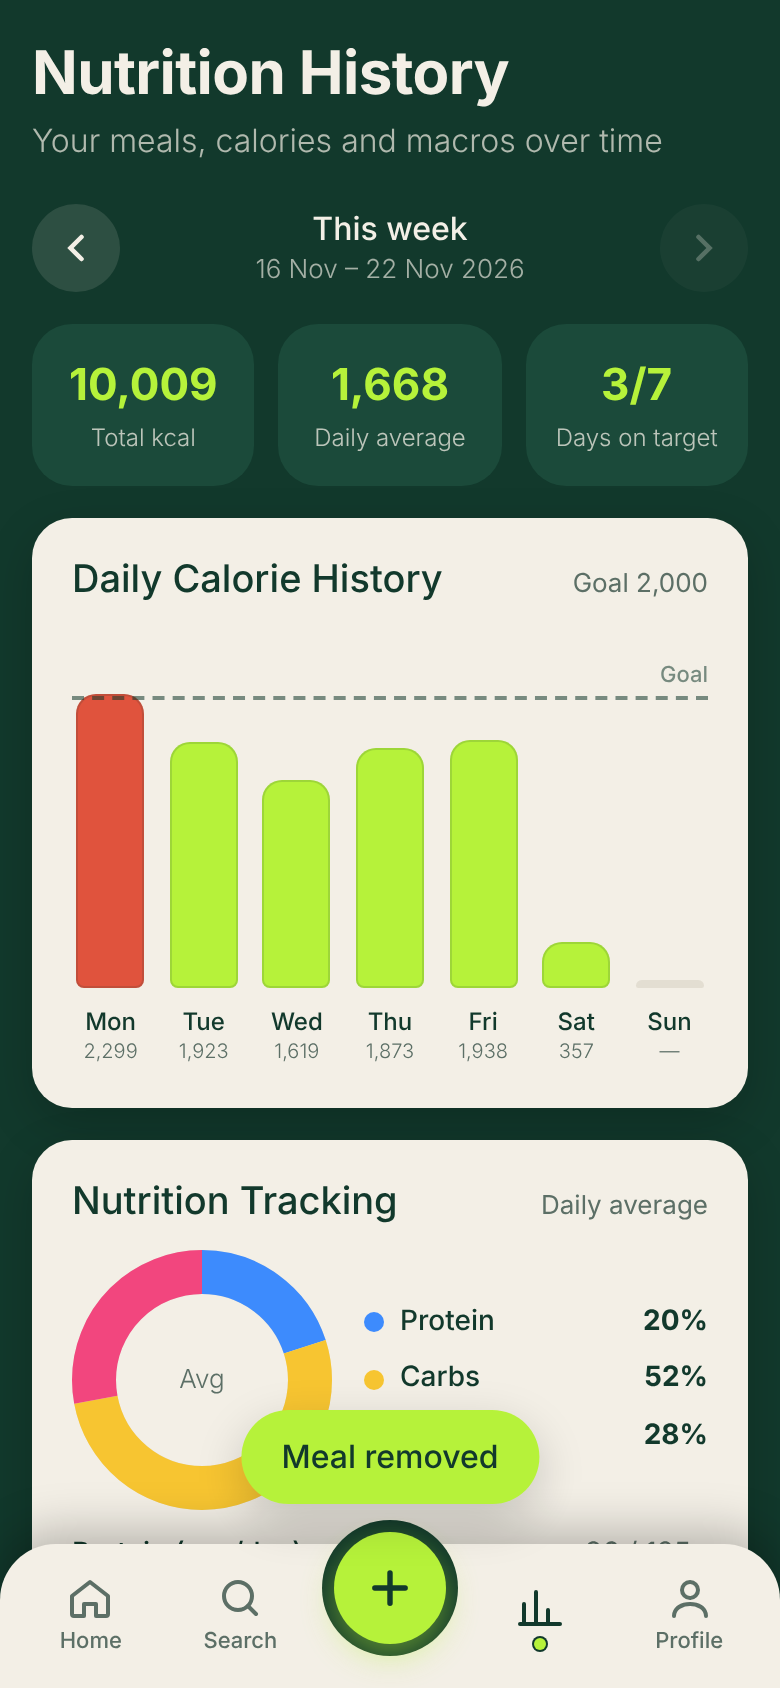 Nutrition History
Your meals, calories and macros over time
This week
16 Nov – 22 Nov 2026
10,009
Total kcal
1,668
Daily average
3/7
Days on target
Daily Calorie History
Goal 2,000
Goal
Mon
Tue
Wed
Thu
Fri
Sat
Sun
2,299
1,923
1,619
1,873
1,938
357
—
Nutrition Tracking
Daily average
Avg
Protein
20%
Carbs
52%
28%
Meal removed
Home
Search
Profile